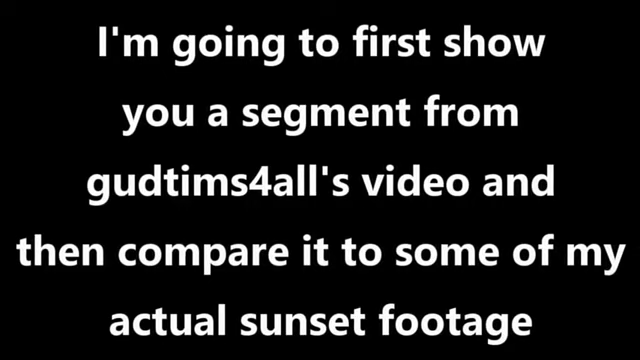 I'm going to first show
you a segment from
gudtims4all's video and
then compare it to some of my
actual sunset footage